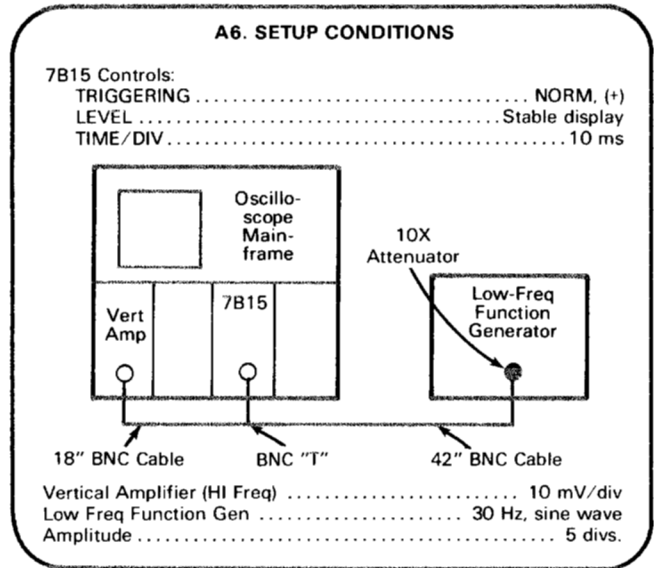 A6. SETUP CONDITIONS
7B15 Controls:
TRIGGERING ........................................ NORM, (+)
LEVEL ............................................. Stable display
TIME/DIV .......................................... 10 ms
Oscillo-
scope
Main-
frame
10X
Attenuator
Vert
Amp
7B15
Low-Freq
Function
Generator
18" BNC Cable
BNC "T"
42" BNC Cable
Vertical Amplifier (HI Freq) ........................ 10 mV/div
Low Freq Function Gen ..................... 30 Hz, sine wave
Amplitude ......................................... 5 divs.